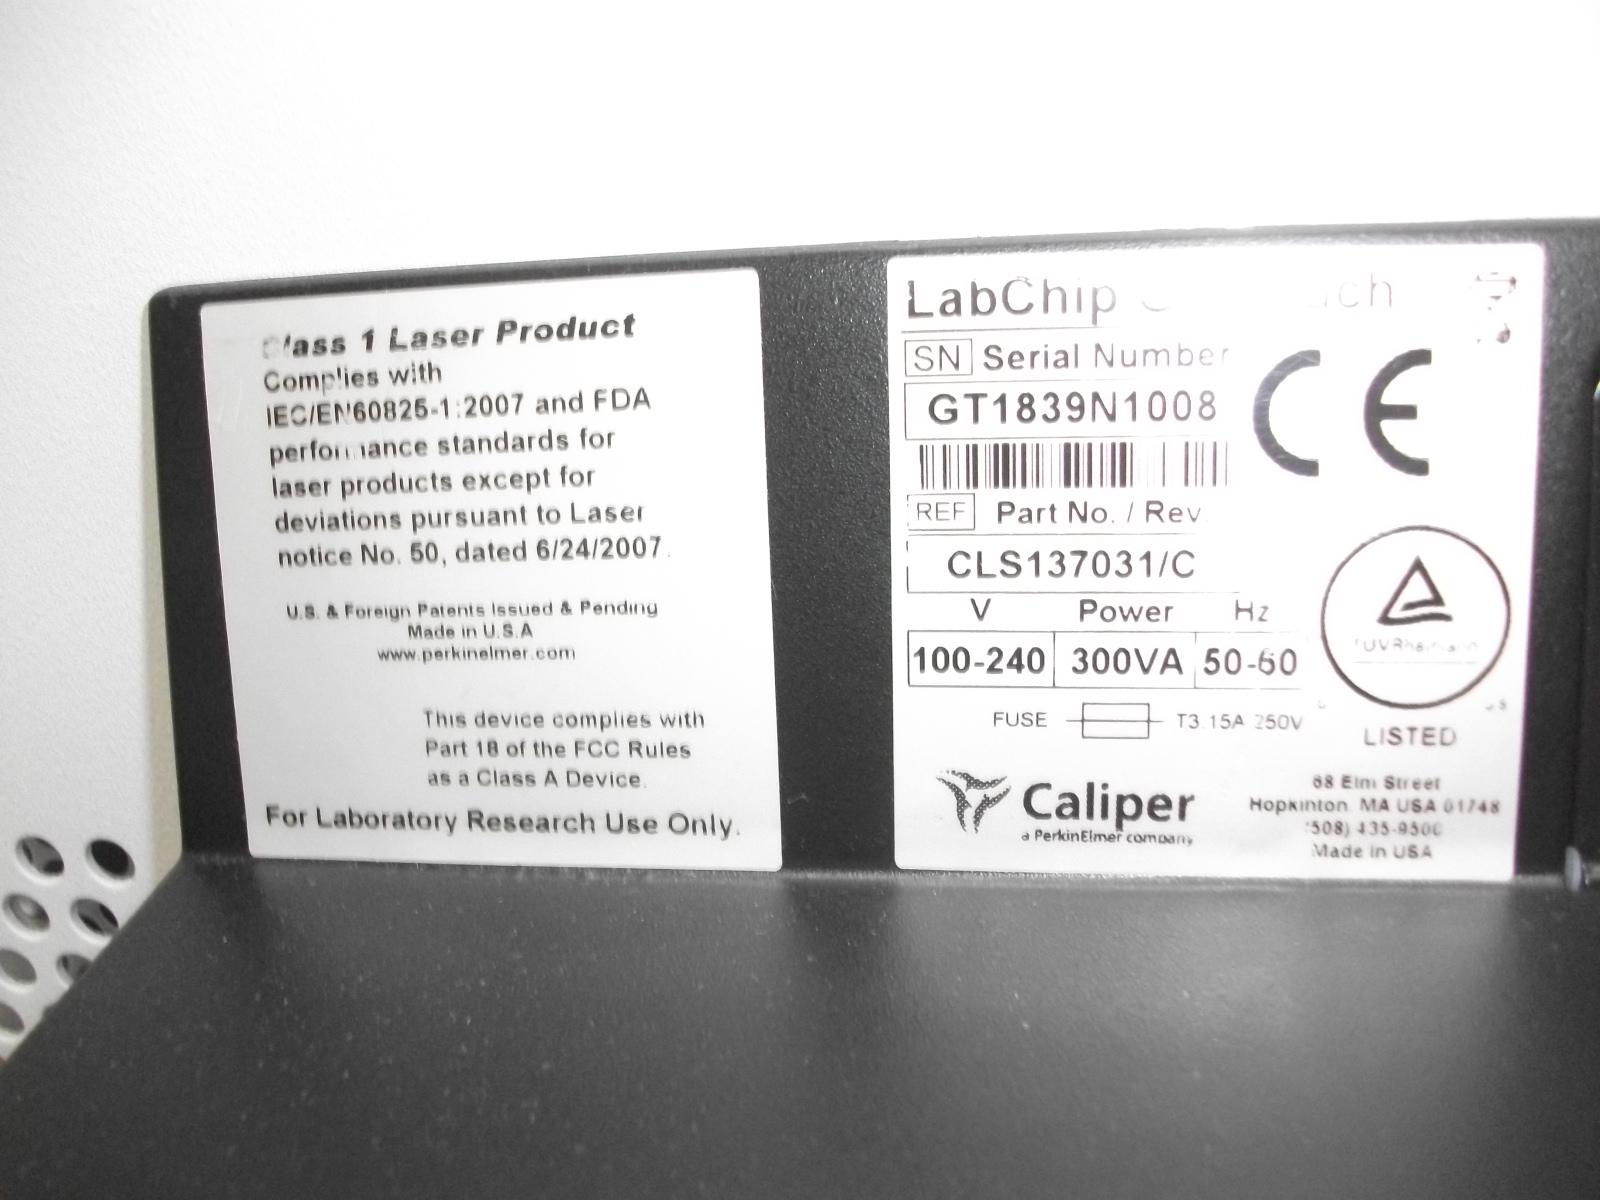 Class 1 Laser Product
Complies with
IEC/EN60825-1:2007 and FDA
performance standards for
laser products except for
deviations pursuant to Laser
notice No. 50, dated 6/24/2007.
U.S. & Foreign Patents Issued & Pending
Made in U.S.A
www.perkinelmer.com
This device complies with
Part 18 of the FCC Rules
as a Class A Device.
For Laboratory Research Use Only.
LabChip
SN Serial Number
GT1839N1008
CE
REF Part No. / Rev
CLS137031/C
V Power Hz
100-240 300VA 50-60
FUSE T3.15A 250V
TUVRheinland
LISTED
Caliper
a PerkinElmer company
68 Elm Street
Hopkinton, MA USA 01748
(508) 435-9500
Made in USA